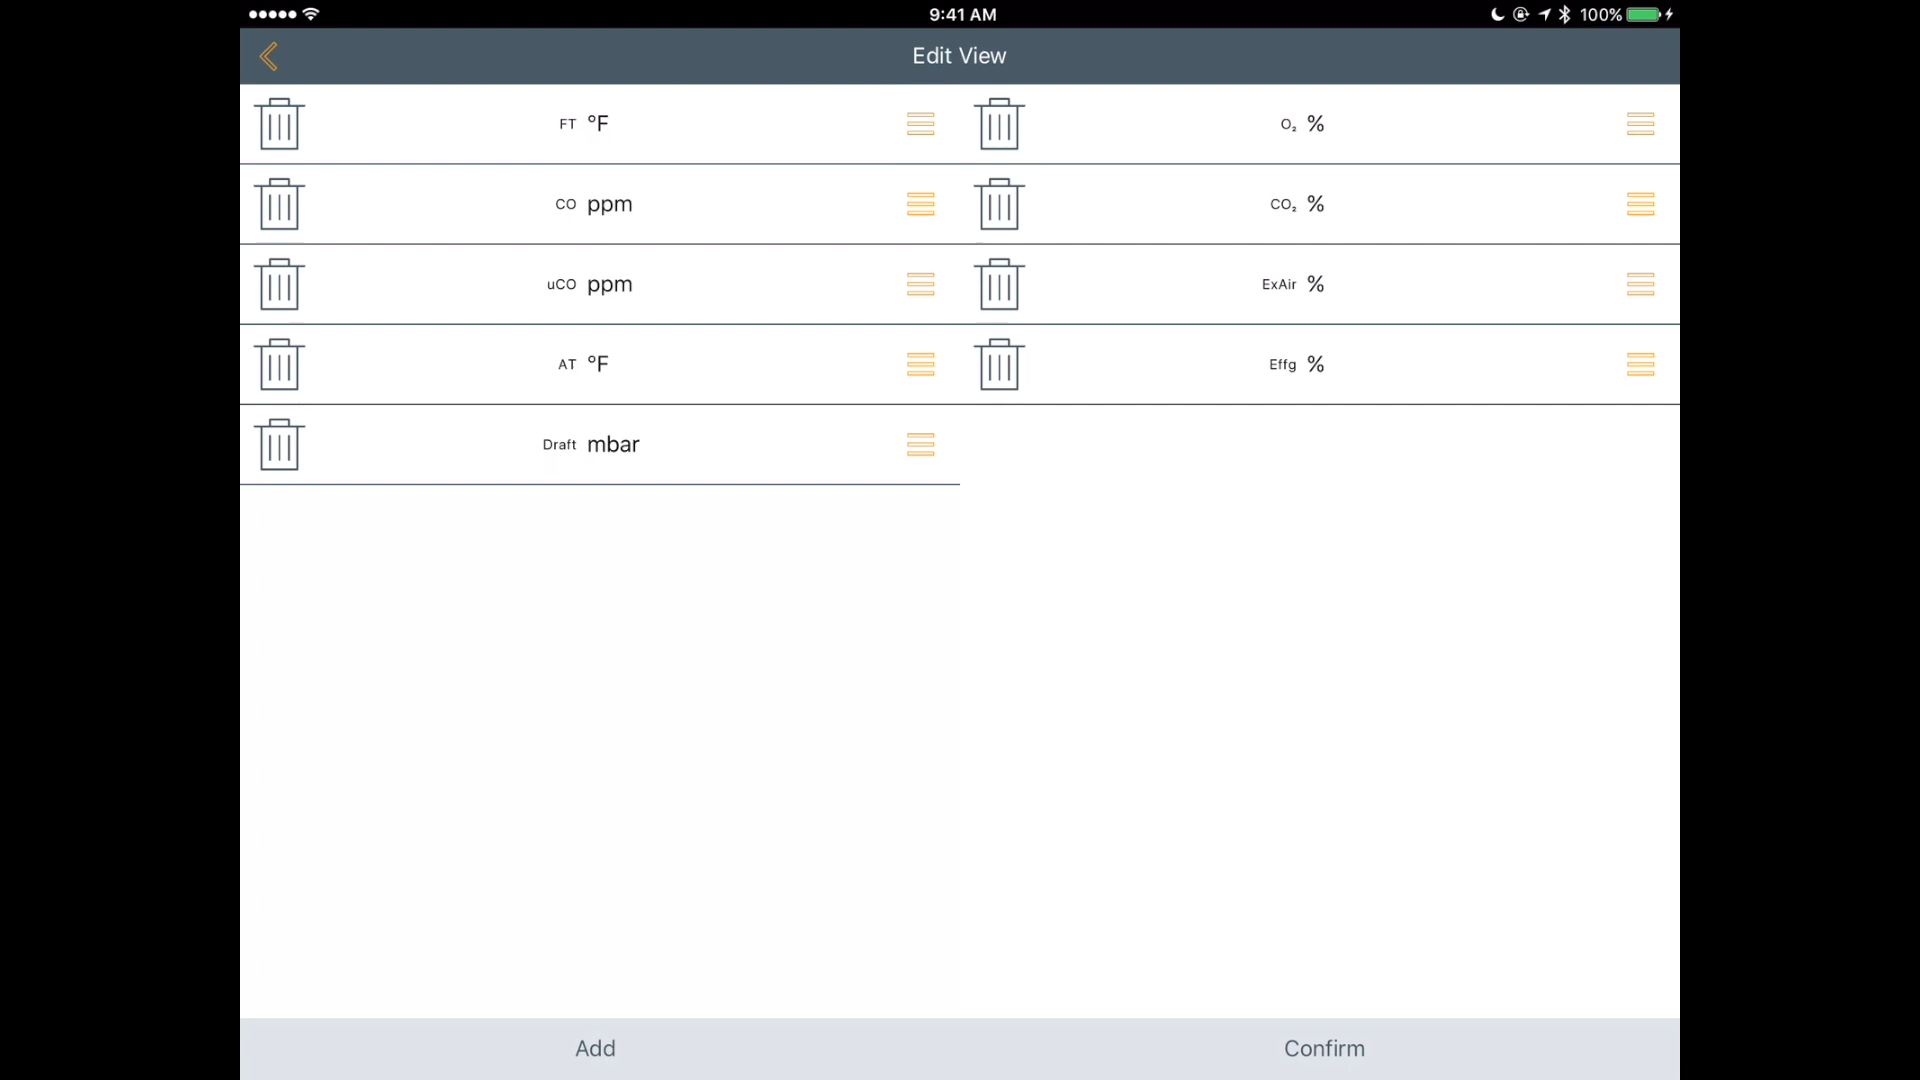 9:41 AM
100%
Edit View
FT °F
O₂ %
CO ppm
CO₂ %
uCO ppm
ExAir %
AT °F
Effg %
Draft mbar
Add
Confirm